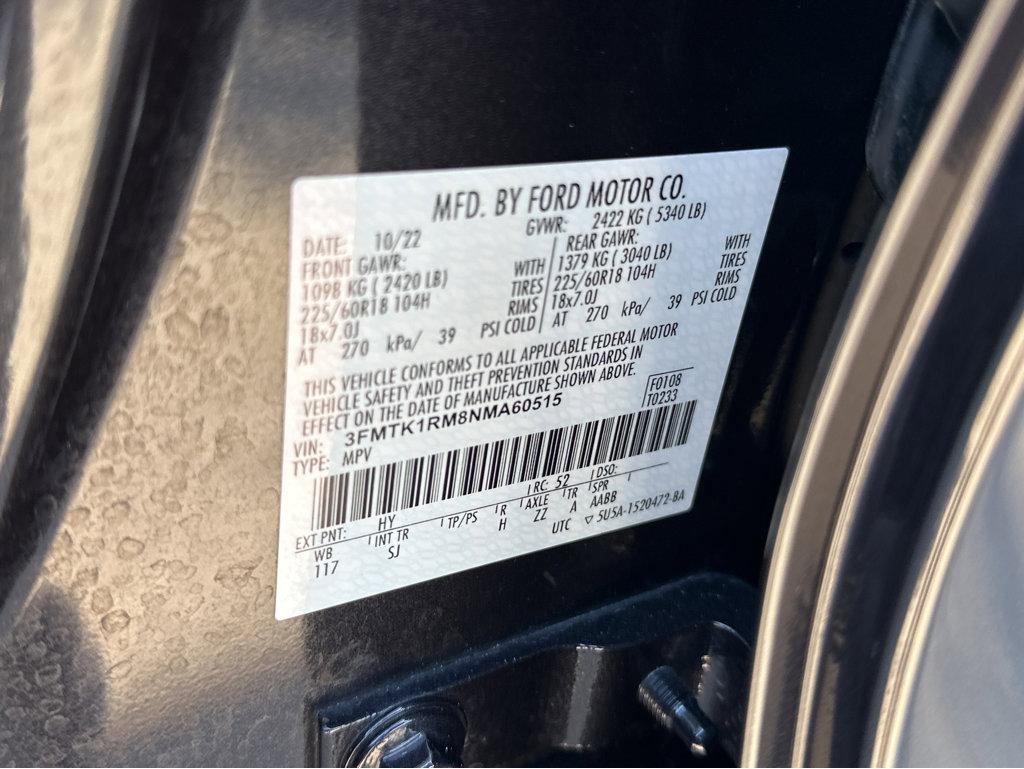 MFD. BY FORD MOTOR CO.
DATE: 10/22 GVWR: 2422 KG ( 5340 LB)
FRONT GAWR: REAR GAWR:
1098 KG ( 2420 LB) WITH 1379 KG ( 3040 LB) WITH
225/60R18 104H TIRES 225/60R18 104H TIRES
18x7.0J RIMS 18x7.0J RIMS
AT 270 kPa/ 39 PSI COLD AT 270 kPa/ 39 PSI COLD
THIS VEHICLE CONFORMS TO ALL APPLICABLE FEDERAL MOTOR
VEHICLE SAFETY AND THEFT PREVENTION STANDARDS IN
EFFECT ON THE DATE OF MANUFACTURE SHOWN ABOVE.
F0108
VIN: 3FMTK1RM8NMA60515 T0233
TYPE: MPV
EXT PNT: HY RC: 52 DSO:
WB INT TR TP/PS R AXLE TR SPR
117 SJ H ZZ A AABB
UTC ▽ 5U5A-1520472-BA